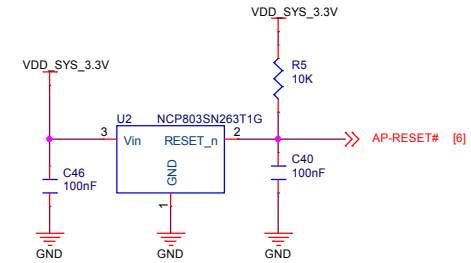 VDD_SYS_3.3V
VDD_SYS_3.3V
R5
10K
U2 NCP803SN263T1G
3 Vin RESET_n 2
AP-RESET# [6]
GND
1
C46
100nF
C40
100nF
GND GND GND